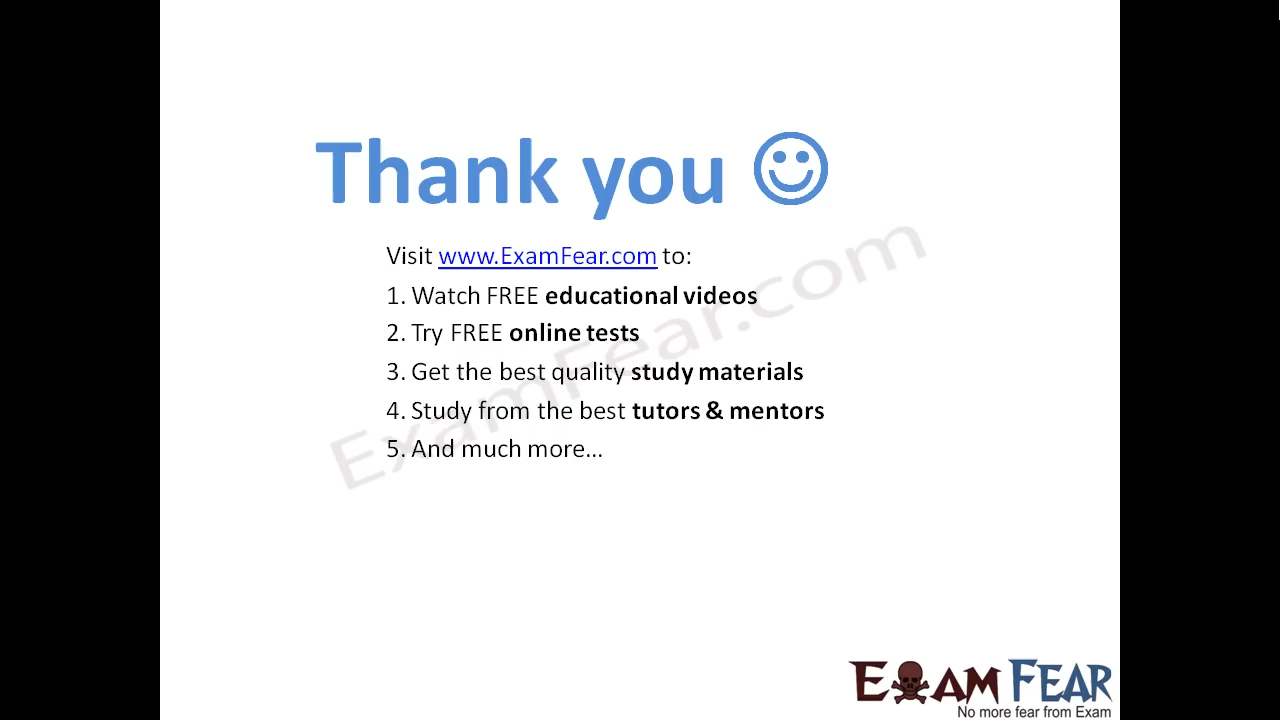 Thank you ☺
Visit www.ExamFear.com to:
1. Watch FREE educational videos
2. Try FREE online tests
3. Get the best quality study materials
4. Study from the best tutors & mentors
5. And much more...
ExamFear.com
EXAM FEAR
No more fear from Exam